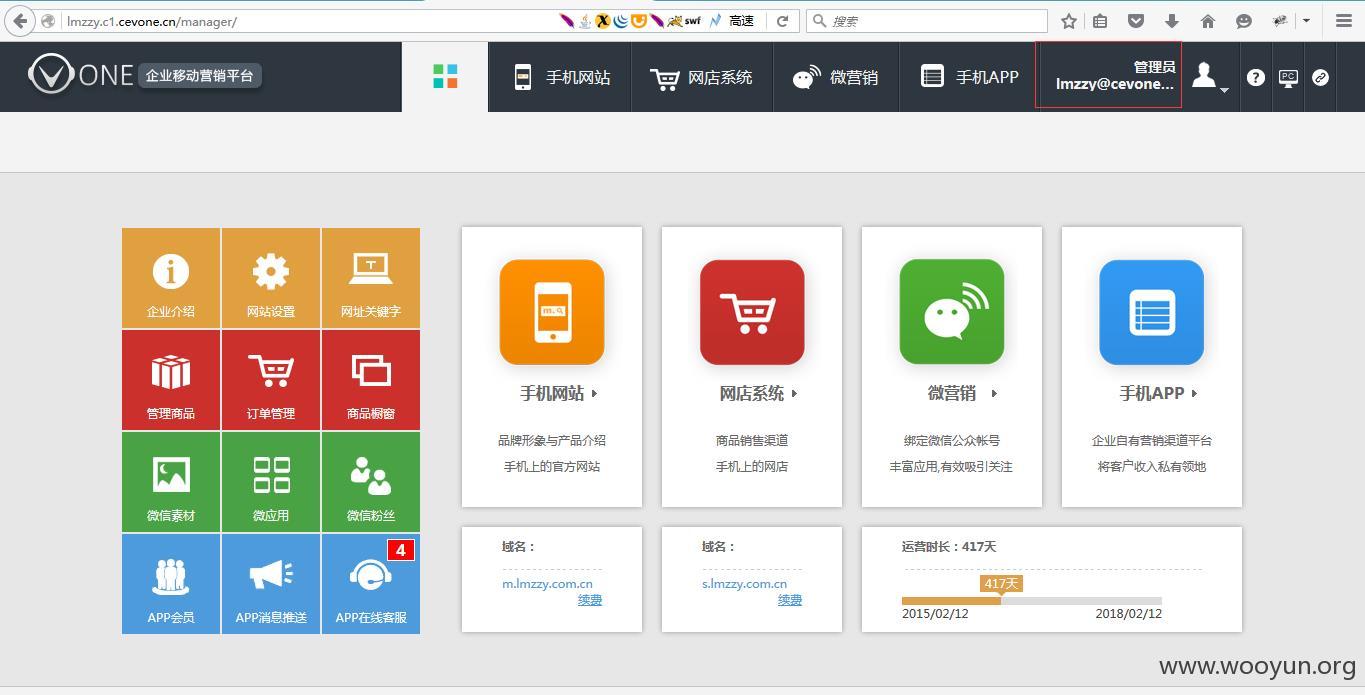 lmzzy.c1.cevone.cn/manager/
swf
高速
搜索
VONE 企业移动营销平台
手机网站
网店系统
微营销
手机APP
管理员
lmzzy@cevone...
?
PC
企业介绍
网站设置
T
网址关键字
管理商品
订单管理
商品橱窗
微信素材
微应用
微信粉丝
APP会员
APP消息推送
4
APP在线客服
m.
手机网站
品牌形象与产品介绍
手机上的官方网站
网店系统
商品销售渠道
手机上的网店
微营销
绑定微信公众帐号
丰富应用,有效吸引关注
手机APP
企业自有营销渠道平台
将客户收入私有领地
域名：
m.lmzzy.com.cn
续费
域名：
s.lmzzy.com.cn
续费
运营时长：417天
417天
2015/02/12
2018/02/12
www.wooyun.org